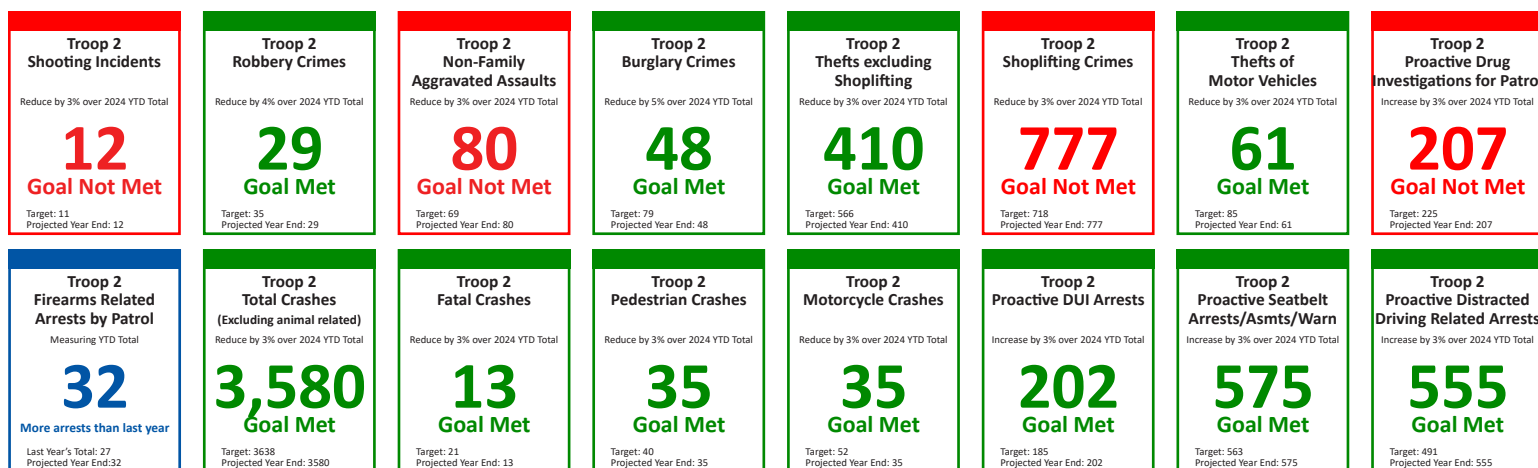 Troop 2
Shooting Incidents
Reduce by 3% over 2024 YTD Total
12
Goal Not Met
Target: 11
Projected Year End: 12
Troop 2
Robbery Crimes
Reduce by 4% over 2024 YTD Total
29
Goal Met
Target: 35
Projected Year End: 29
Troop 2
Non-Family
Aggravated Assaults
Reduce by 3% over 2024 YTD Total
80
Goal Not Met
Target: 69
Projected Year End: 80
Troop 2
Burglary Crimes
Reduce by 5% over 2024 YTD Total
48
Goal Met
Target: 79
Projected Year End: 48
Troop 2
Thefts excluding
Shoplifting
Reduce by 3% over 2024 YTD Total
410
Goal Met
Target: 566
Projected Year End: 410
Troop 2
Shoplifting Crimes
Reduce by 3% over 2024 YTD Total
777
Goal Not Met
Target: 718
Projected Year End: 777
Troop 2
Thefts of
Motor Vehicles
Reduce by 3% over 2024 YTD Total
61
Goal Met
Target: 85
Projected Year End: 61
Troop 2
Proactive Drug
Investigations for Patrol
Increase by 3% over 2024 YTD Total
207
Goal Not Met
Target: 225
Projected Year End: 207
Troop 2
Firearms Related
Arrests by Patrol
Measuring YTD Total
32
More arrests than last year
Last Year's Total: 27
Projected Year End:32
Troop 2
Total Crashes
(Excluding animal related)
Reduce by 3% over 2024 YTD Total
3,580
Goal Met
Target: 3638
Projected Year End: 3580
Troop 2
Fatal Crashes
Reduce by 3% over 2024 YTD Total
13
Goal Met
Target: 21
Projected Year End: 13
Troop 2
Pedestrian Crashes
Reduce by 3% over 2024 YTD Total
35
Goal Met
Target: 40
Projected Year End: 35
Troop 2
Motorcycle Crashes
Reduce by 3% over 2024 YTD Total
35
Goal Met
Target: 52
Projected Year End: 35
Troop 2
Proactive DUI Arrests
Increase by 3% over 2024 YTD Total
202
Goal Met
Target: 185
Projected Year End: 202
Troop 2
Proactive Seatbelt
Arrests/Asmts/Warn
Increase by 3% over 2024 YTD Total
575
Goal Met
Target: 563
Projected Year End: 575
Troop 2
Proactive Distracted
Driving Related Arrests
Increase by 3% over 2024 YTD Total
555
Goal Met
Target: 491
Projected Year End: 555